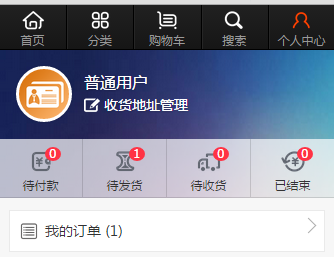 首页 分类 购物车 搜索 个人中心
普通用户
收货地址管理
0 1 0 0
待付款 待发货 待收货 已结束
我的订单 (1)